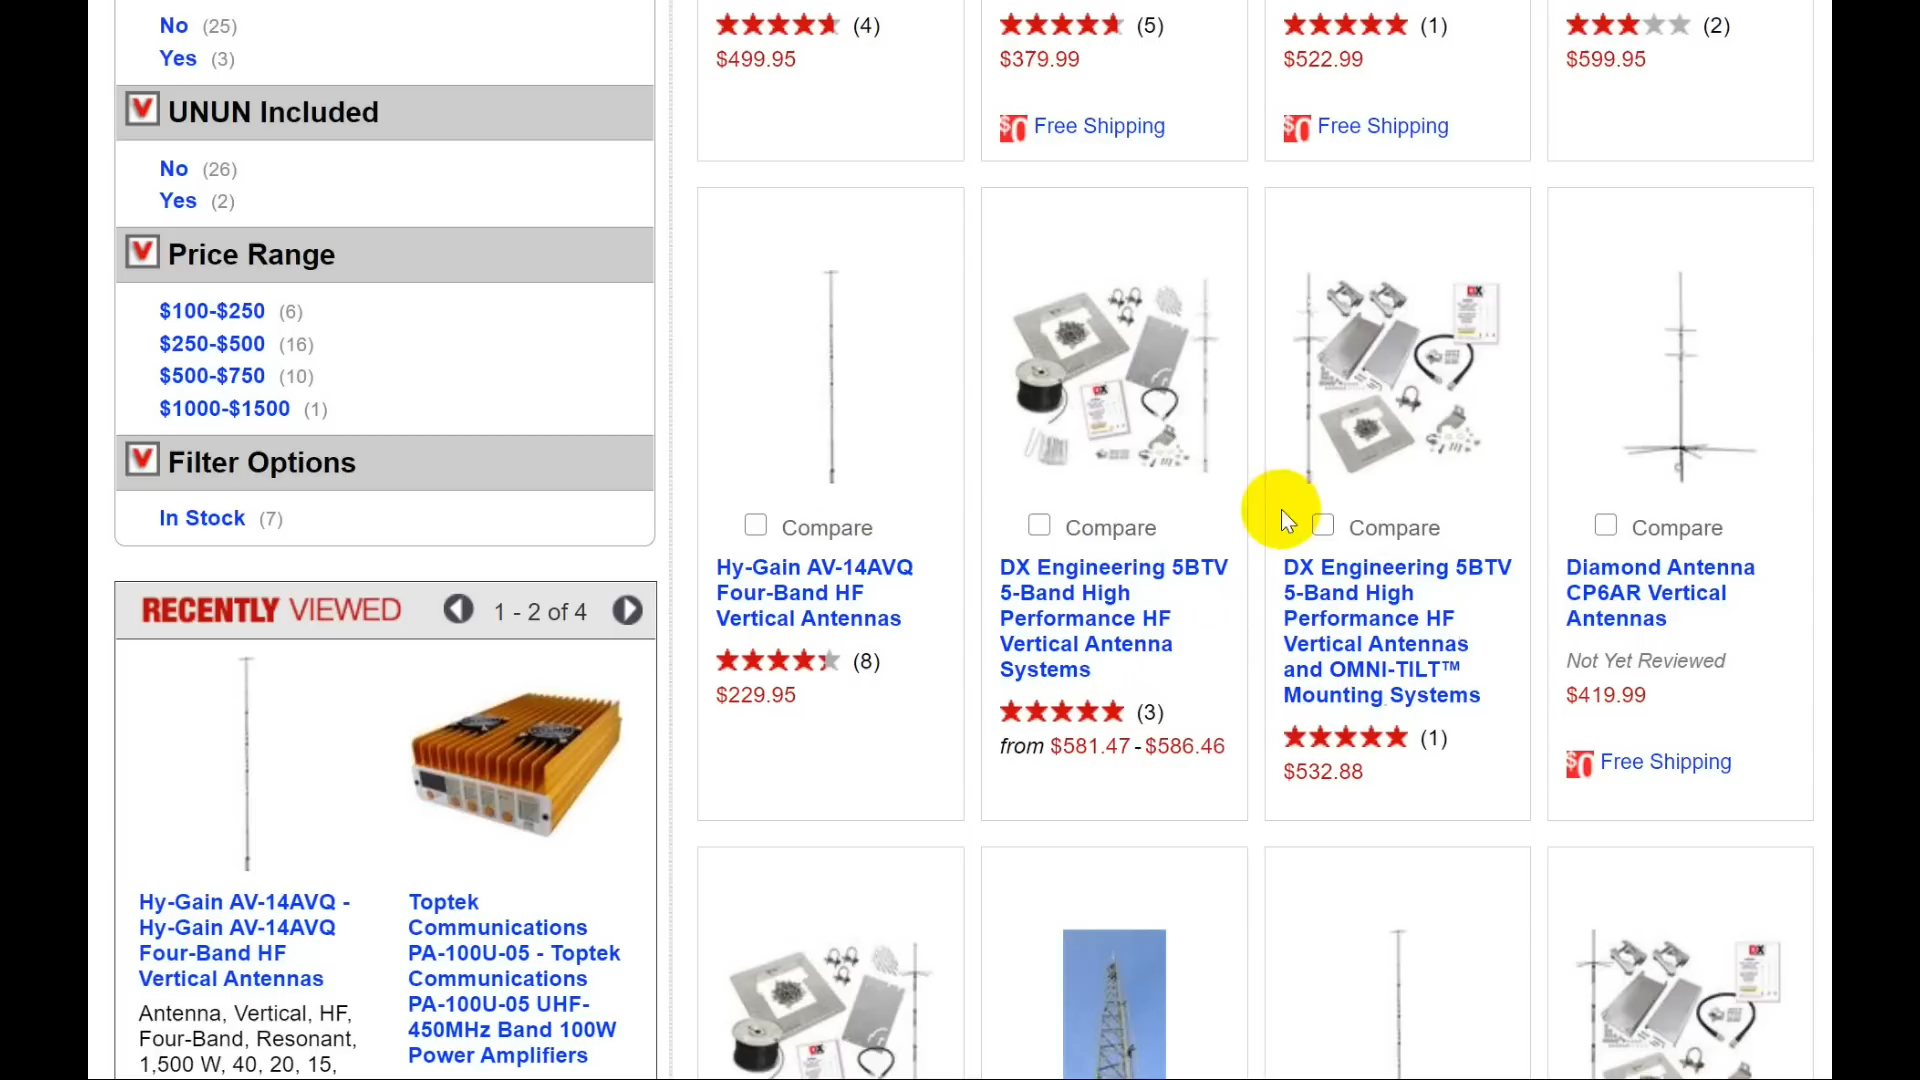 No (25)
Yes (3)
UNUN Included
No (26)
Yes (2)
Price Range
$100-$250 (6)
$250-$500 (16)
$500-$750 (10)
$1000-$1500 (1)
Filter Options
In Stock (7)
RECENTLY VIEWED 1 - 2 of 4
Hy-Gain AV-14AVQ -
Hy-Gain AV-14AVQ
Four-Band HF
Vertical Antennas
Antenna, Vertical, HF,
Four-Band, Resonant,
1,500 W, 40, 20, 15,
Toptek
Communications
PA-100U-05 - Toptek
Communications
PA-100U-05 UHF-
450MHz Band 100W
Power Amplifiers
(4)
$499.95
(5)
$379.99
$0 Free Shipping
(1)
$522.99
$0 Free Shipping
(2)
$599.95
Compare
Hy-Gain AV-14AVQ
Four-Band HF
Vertical Antennas
(8)
$229.95
DX
Compare
DX Engineering 5BTV
5-Band High
Performance HF
Vertical Antenna
Systems
(3)
from $581.47 - $586.46
DX
Compare
DX Engineering 5BTV
5-Band High
Performance HF
Vertical Antennas
and OMNI-TILT™
Mounting Systems
(1)
$532.88
Compare
Diamond Antenna
CP6AR Vertical
Antennas
Not Yet Reviewed
$419.99
$0 Free Shipping
DX
DX